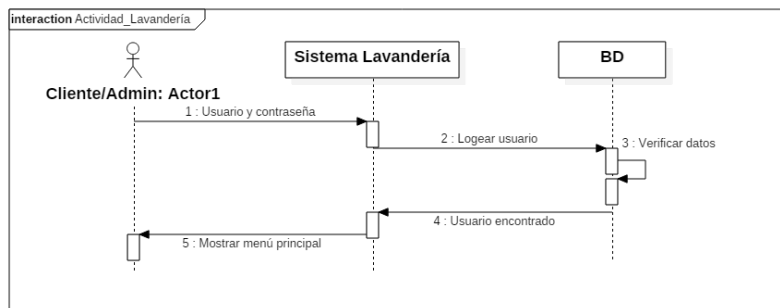 interaction Actividad_Lavandería
Sistema Lavandería
BD
Cliente/Admin: Actor1
1 : Usuario y contraseña
2 : Logear usuario
3 : Verificar datos
4 : Usuario encontrado
5 : Mostrar menú principal